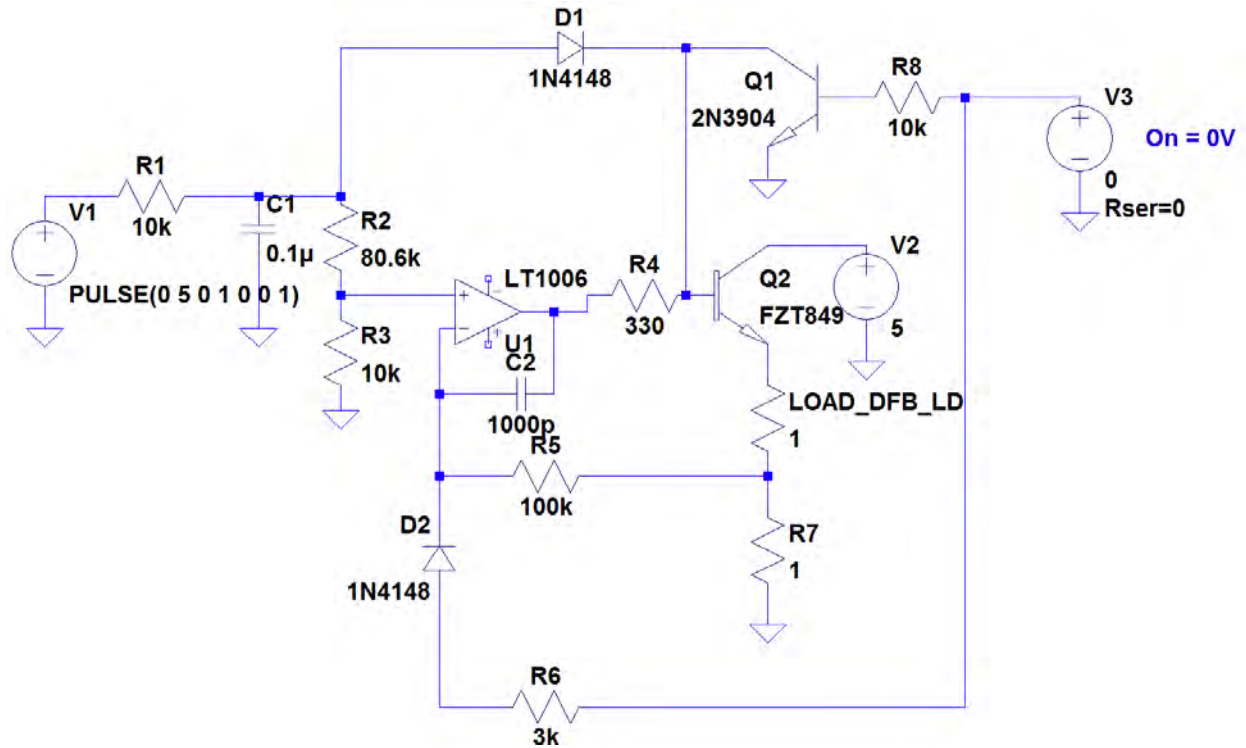 D1
1N4148
Q1
2N3904
R8
10k
V3
On = 0V
0
Rser=0
R1
10k
V1
C1
0.1µ
PULSE(0 5 0 1 0 0 1)
R2
80.6k
R3
10k
LT1006
U1
C2
1000p
R4
330
Q2
FZT849
V2
5
LOAD_DFB_LD
1
R5
100k
R7
1
D2
1N4148
R6
3k